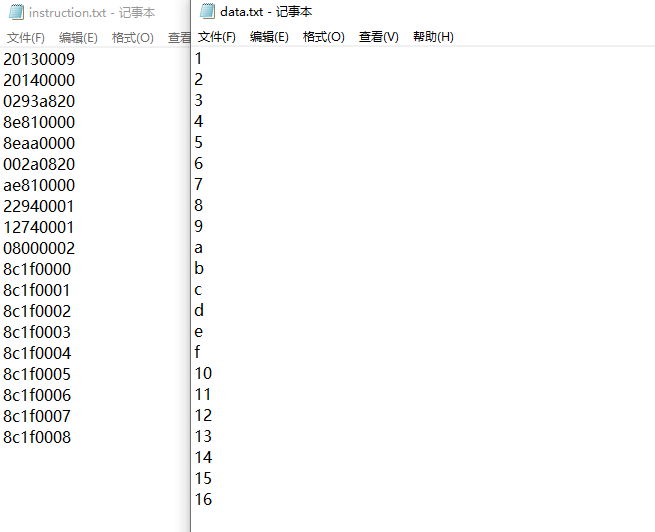 instruction.txt - 记事本
文件(F) 编辑(E) 格式(O) 查看
20130009
20140000
0293a820
8e810000
8eaa0000
002a0820
ae810000
22940001
12740001
08000002
8c1f0000
8c1f0001
8c1f0002
8c1f0003
8c1f0004
8c1f0005
8c1f0006
8c1f0007
8c1f0008
data.txt - 记事本
文件(F) 编辑(E) 格式(O) 查看(V) 帮助(H)
1
2
3
4
5
6
7
8
9
a
b
c
d
e
f
10
11
12
13
14
15
16